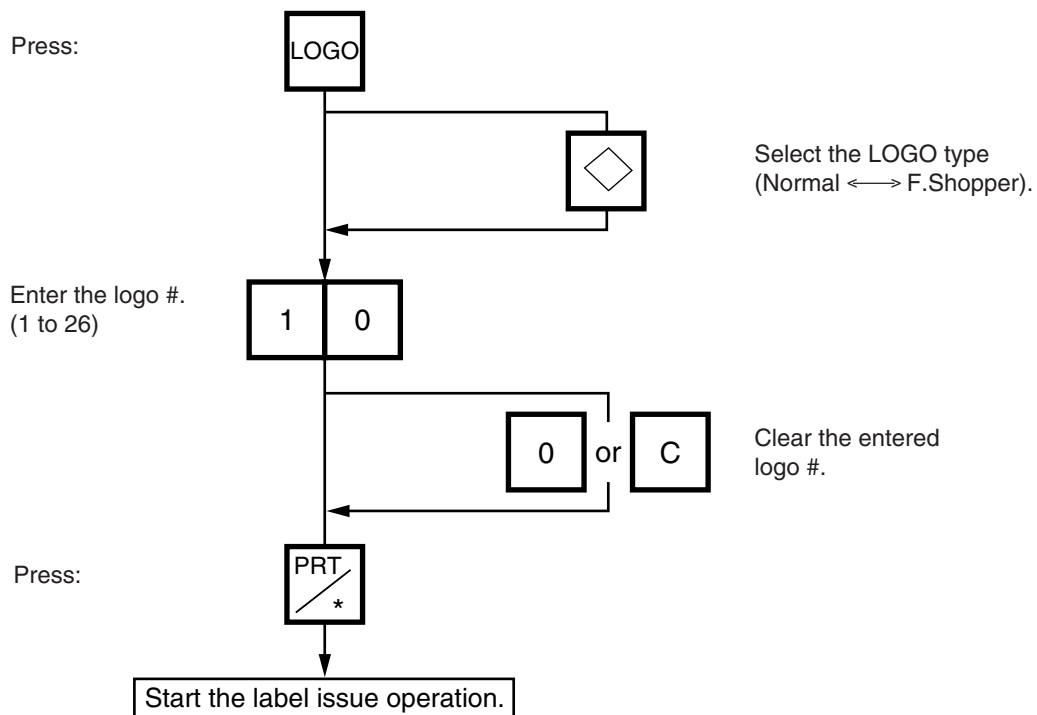 Press:
LOGO
Select the LOGO type
(Normal <--> F.Shopper).
Enter the logo #.
(1 to 26)
1 0
0 or C
Clear the entered
logo #.
Press:
PRT
*
Start the label issue operation.